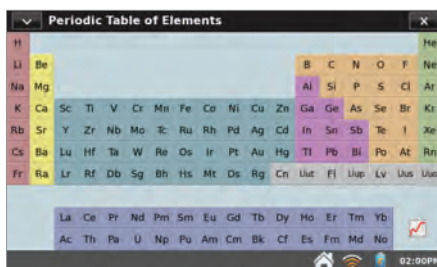 Periodic Table of Elements x
H He
Li Be B C N O F Ne
Na Mg Al Si P S Cl Ar
K Ca Sc Ti V Cr Mn Fe Co Ni Cu Zn Ga Ge As Se Br Kr
Rb Sr Y Zr Nb Mo Tc Ru Rh Pd Ag Cd In Sn Sb Te I Xe
Cs Ba Lu Hf Ta W Re Os Ir Pt Au Hg Tl Pb Bi Po At Rn
Fr Ra Lr Rf Db Sg Bh Hs Mt Ds Rg Cn Uut Fl Uup Lv Uus Uuo
La Ce Pr Nd Pm Sm Eu Gd Tb Dy Ho Er Tm Yb
Ac Th Pa U Np Pu Am Cm Bk Cf Es Fm Md No
02:00PM